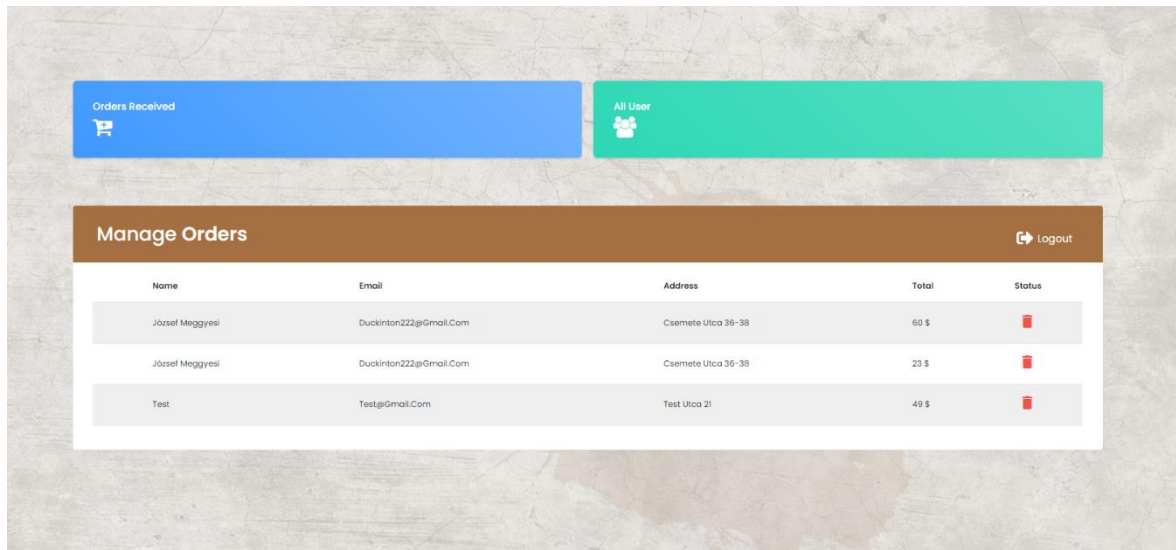 Orders Received
All User
Manage Orders
Logout
Name Email Address Total Status
József Meggyesi Duckinton222@Gmail.Com Csemete Utca 36-38 60 $
József Meggyesi Duckinton222@Gmail.Com Csemete Utca 36-38 23 $
Test Test@Gmail.Com Test Utca 21 49 $